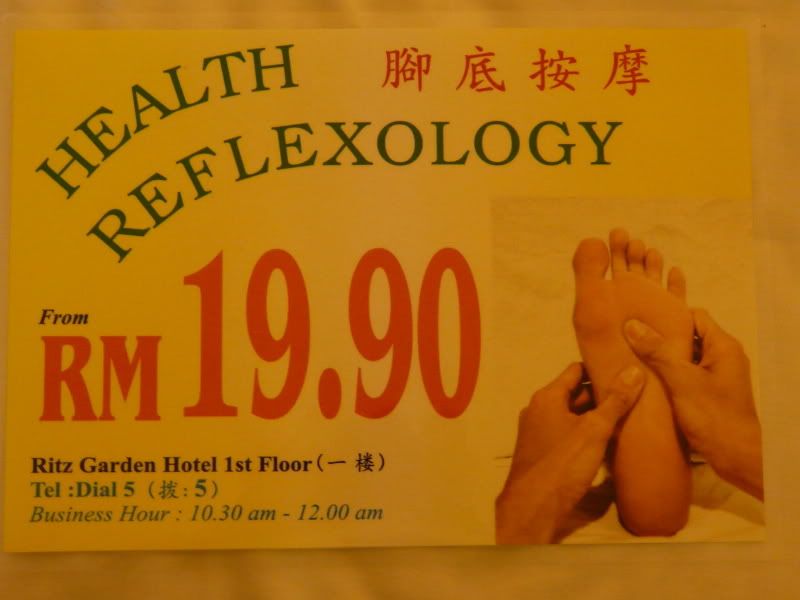 HEALTH
腳底按摩
REFLEXOLOGY
From
RM 19.90
Ritz Garden Hotel 1st Floor (一楼)
Tel :Dial 5 (拨: 5)
Business Hour : 10.30 am - 12.00 am